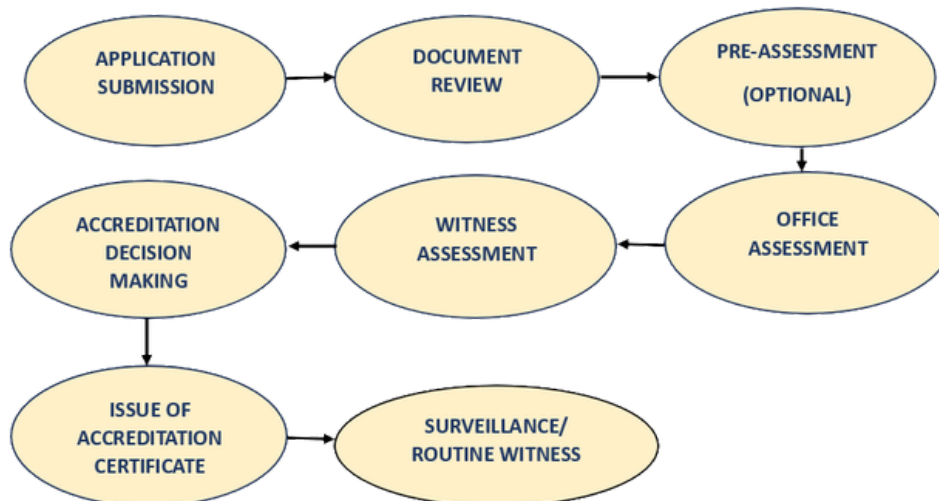 APPLICATION
SUBMISSION
DOCUMENT
REVIEW
PRE-ASSESSMENT
(OPTIONAL)
OFFICE
ASSESSMENT
WITNESS
ASSESSMENT
ACCREDITATION
DECISION
MAKING
ISSUE OF
ACCREDITATION
CERTIFICATE
SURVEILLANCE/
ROUTINE WITNESS